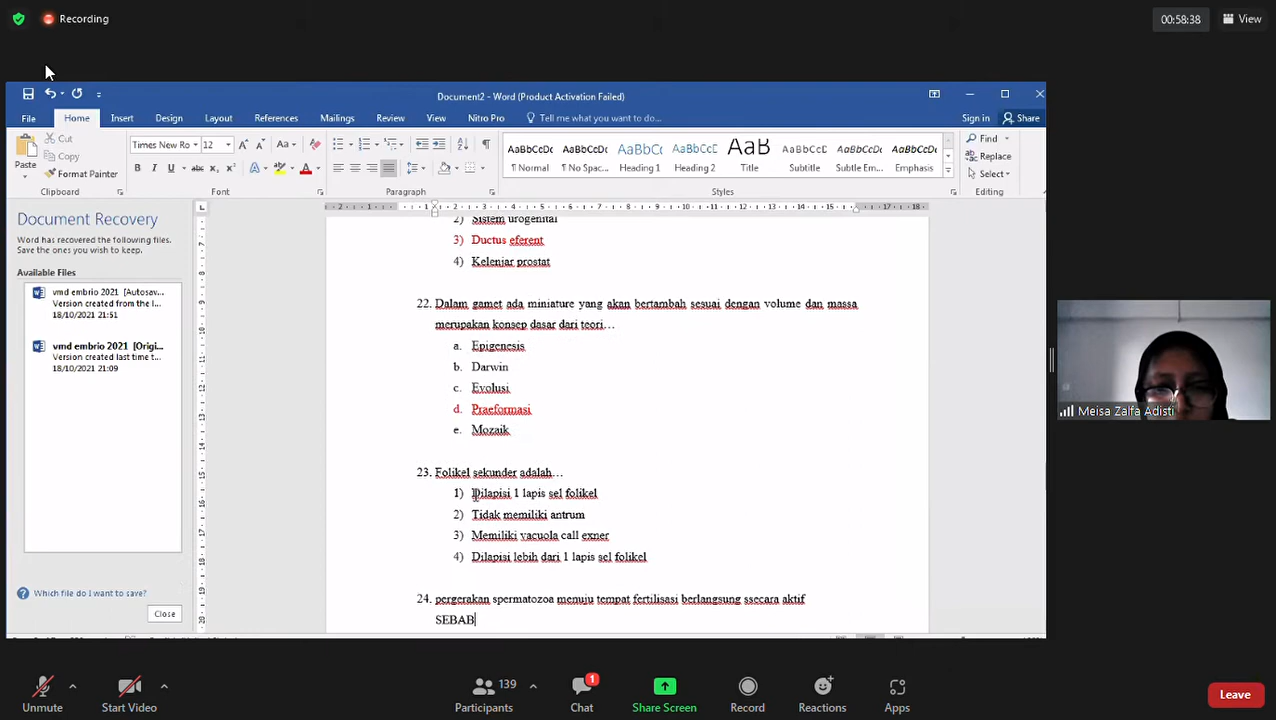 Recording
00:58:38
View
Document2 - Word (Product Activation Failed)
File Home Insert Design Layout References Mailings Review View Nitro Pro Tell me what you want to do... Sign in Share
Paste
Cut
Copy
Format Painter
Clipboard
Times New Ro 12 Aa
B I U abc x₂ x² A A
Font
Paragraph
AaBbCcDc AaBbCcDc AaBbCc AaBbCcC AaBbC AaBbCcD AaBbCcDt AaBbCcDt
¶ Normal ¶ No Spac... Heading 1 Heading 2 Title Subtitle Subtle Em... Emphasis
Styles
Find
Replace
Select
Editing
Document Recovery
Word has recovered the following files.
Save the ones you wish to keep.
Available Files
vmd embrio 2021 [Autosav...
Version created from the l...
18/10/2021 21:51
vmd embrio 2021 [Origi...
Version created last time t...
18/10/2021 21:09
Which file do I want to save?
Close
2) Sistem urogenital
3) Ductus eferent
4) Kelenjar prostat
22. Dalam gamet ada miniature yang akan bertambah sesuai dengan volume dan massa
merupakan konsep dasar dari teori…
a. Epigenesis
b. Darwin
c. Evolusi
d. Praeformasi
e. Mozaik
23. Folikel sekunder adalah…
1) Dilapisi 1 lapis sel folikel
2) Tidak memiliki antrum
3) Memiliki vacuola call exner
4) Dilapisi lebih dari 1 lapis sel folikel
24. pergerakan spermatozoa menuju tempat fertilisasi berlangsung ssecara aktif
SEBAB
Meisa Zalfa Adisti
Unmute
Start Video
139
Participants
1
Chat
Share Screen
Record
Reactions
Apps
Leave